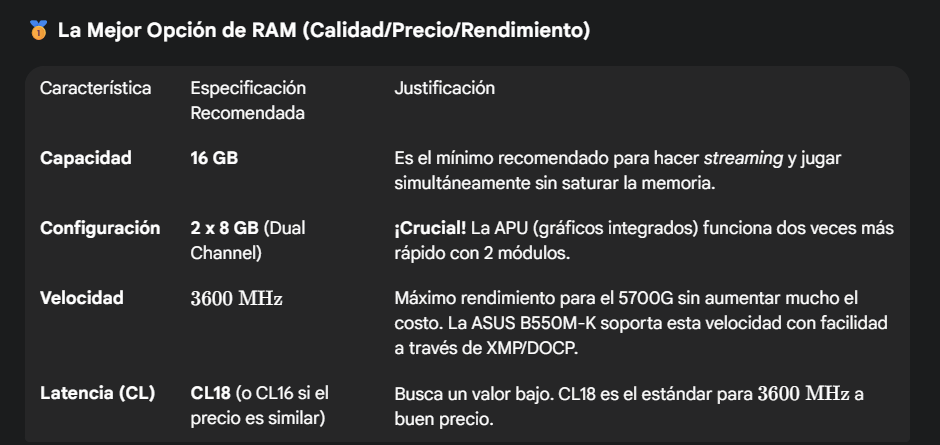 🥇 La Mejor Opción de RAM (Calidad/Precio/Rendimiento)
Característica
Especificación
Recomendada
Justificación
Capacidad
16 GB
Es el mínimo recomendado para hacer streaming y jugar
simultáneamente sin saturar la memoria.
Configuración
2 x 8 GB (Dual
Channel)
¡Crucial! La APU (gráficos integrados) funciona dos veces más
rápido con 2 módulos.
Velocidad
3600 MHz
Máximo rendimiento para el 5700G sin aumentar mucho el
costo. La ASUS B550M-K soporta esta velocidad con facilidad
a través de XMP/DOCP.
Latencia (CL)
CL18 (o CL16 si el
precio es similar)
Busca un valor bajo. CL18 es el estándar para 3600 MHz a
buen precio.